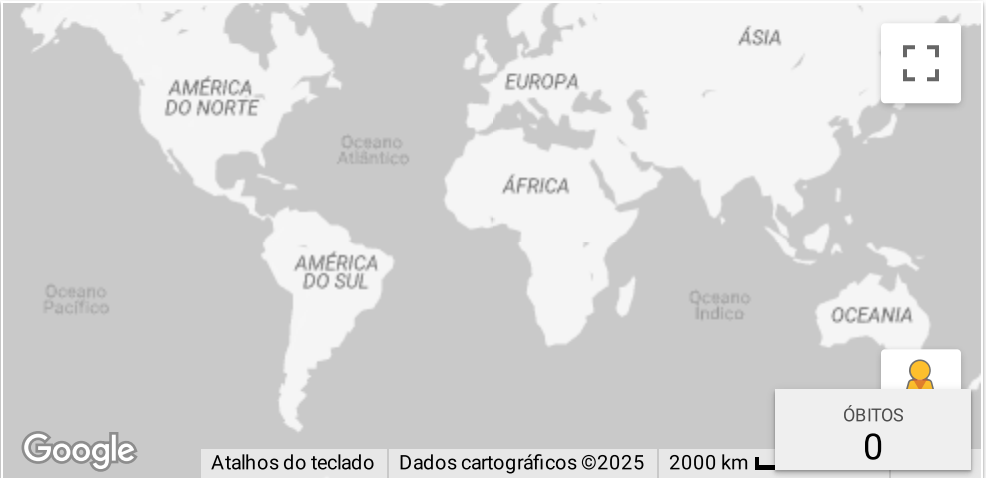 ÁSIA
EUROPA
AMÉRICA
DO NORTE
Oceano
Atlântico
ÁFRICA
AMÉRICA
DO SUL
Oceano
Pacífico
Oceano
Índico
OCEANIA
ÓBITOS
0
Google
Atalhos do teclado
Dados cartográficos ©2025
2000 km